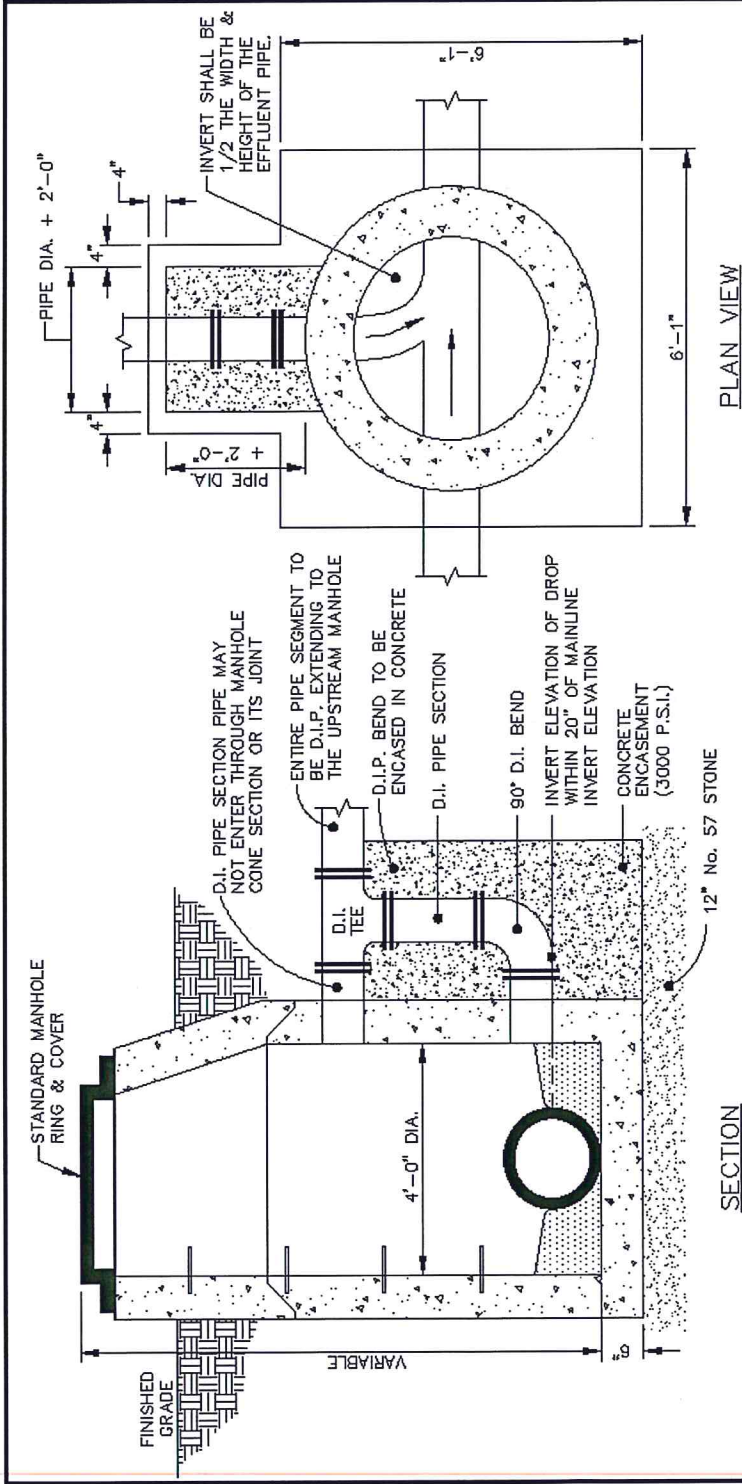 STANDARD MANHOLE
RING & COVER
FINISHED
GRADE
VARIABLE
6"
4'-0" DIA.
D.I.
TEE
D.I. PIPE SECTION PIPE MAY
NOT ENTER THROUGH MANHOLE
CONE SECTION OR ITS JOINT
ENTIRE PIPE SEGMENT TO
BE D.I.P. EXTENDING TO
THE UPSTREAM MANHOLE
D.I.P. BEND TO BE
ENCASED IN CONCRETE
D.I. PIPE SECTION
90° D.I. BEND
INVERT ELEVATION OF DROP
WITHIN 20" OF MAINLINE
INVERT ELEVATION
CONCRETE
ENCASEMENT
(3000 P.S.I.)
12" No. 57 STONE
SECTION
PIPE DIA. + 2'-0"
4"
4"
4"
PIPE DIA + 2'-0"
INVERT SHALL BE
1/2 THE WIDTH &
HEIGHT OF THE
EFFLUENT PIPE.
6'-1"
6'-1"
PLAN VIEW